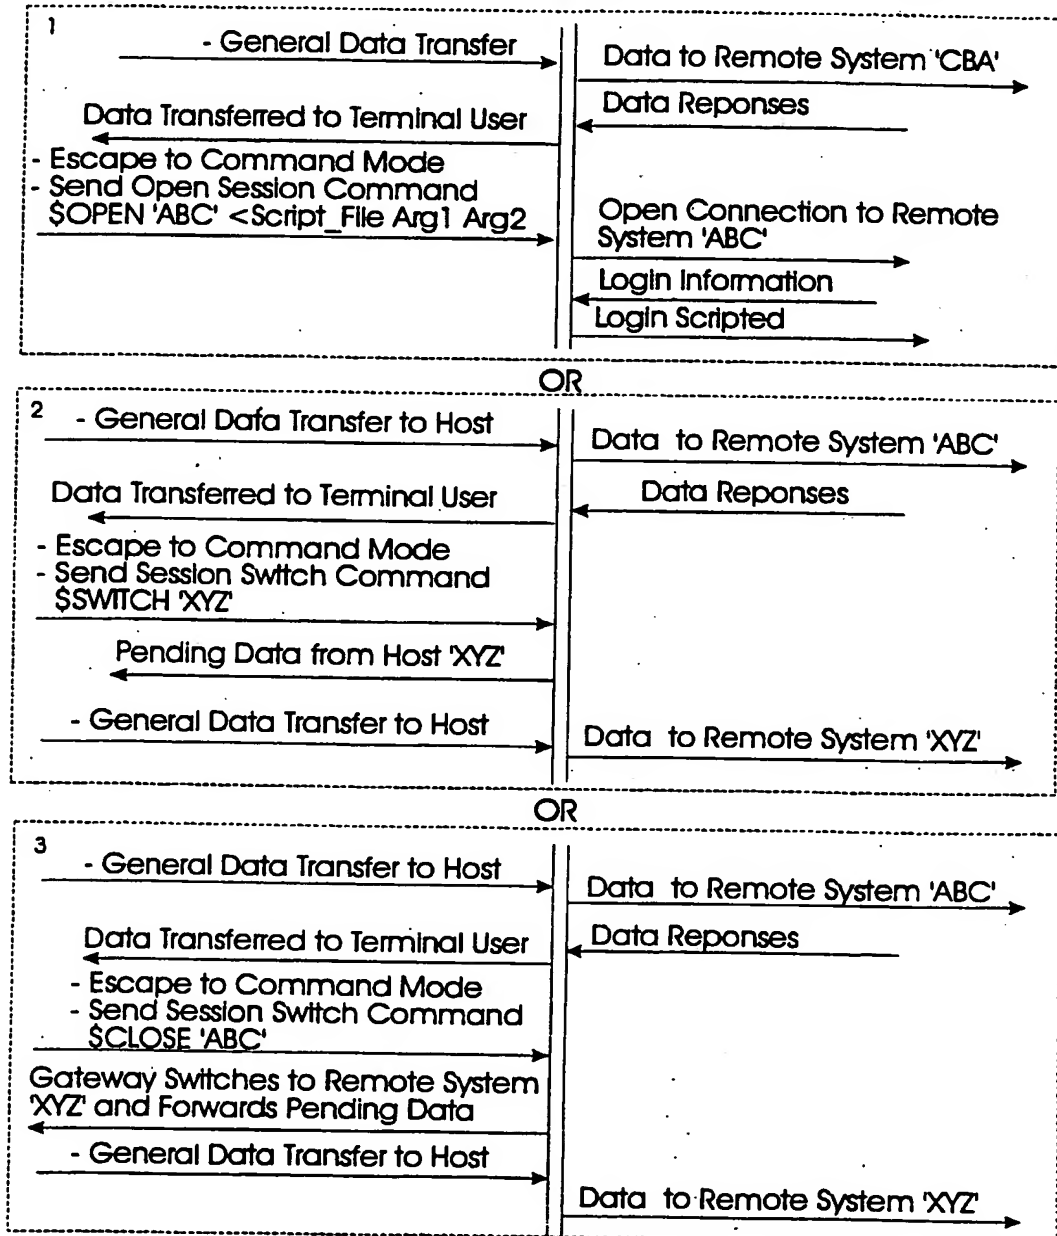 1
- General Data Transfer
Data to Remote System 'CBA'
Data Transferred to Terminal User
Data Reponses
- Escape to Command Mode
- Send Open Session Command
$OPEN 'ABC' <Script_File Arg1 Arg2
Open Connection to Remote
System 'ABC'
Login Information
Login Scripted
OR
2
- General Data Transfer to Host
Data to Remote System 'ABC'
Data Transferred to Terminal User
Data Reponses
- Escape to Command Mode
- Send Session Switch Command
$SWITCH 'XYZ'
Pending Data from Host 'XYZ'
- General Data Transfer to Host
Data to Remote System 'XYZ'
OR
3
- General Data Transfer to Host
Data to Remote System 'ABC'
Data Transferred to Terminal User
Data Reponses
- Escape to Command Mode
- Send Session Switch Command
$CLOSE 'ABC'
Gateway Switches to Remote System
'XYZ' and Forwards Pending Data
- General Data Transfer to Host
Data to Remote System 'XYZ'